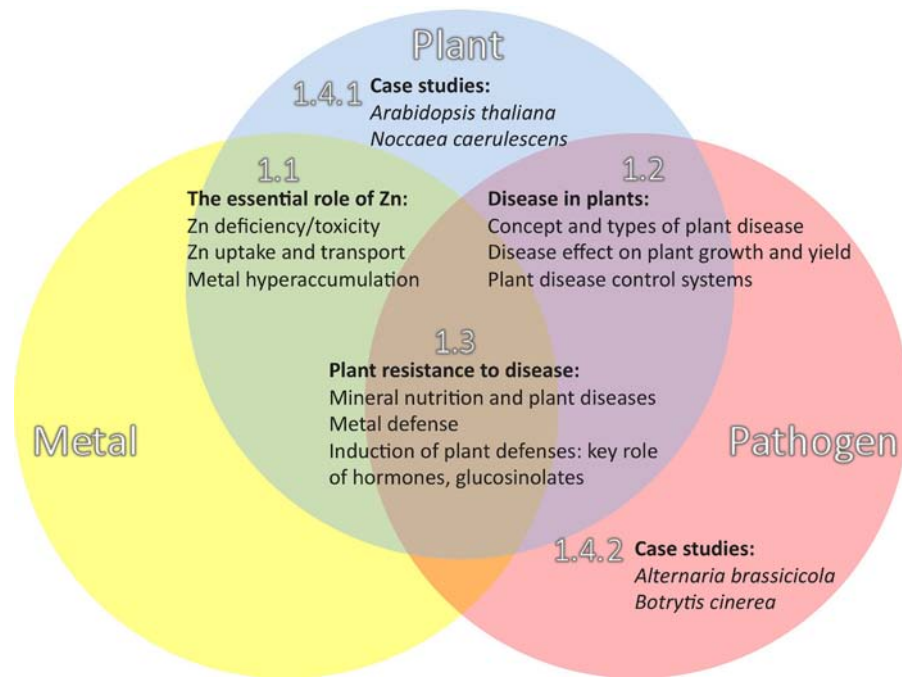 Plant
1.4.1
Case studies:
Arabidopsis thaliana
Noccaea caerulescens
1.1
The essential role of Zn:
Zn deficiency/toxicity
Zn uptake and transport
Metal hyperaccumulation
1.2
Disease in plants:
Concept and types of plant disease
Disease effect on plant growth and yield
Plant disease control systems
1.3
Plant resistance to disease:
Mineral nutrition and plant diseases
Metal defense
Induction of plant defenses: key role
of hormones, glucosinolates
Metal
Pathogen
1.4.2
Case studies:
Alternaria brassicicola
Botrytis cinerea